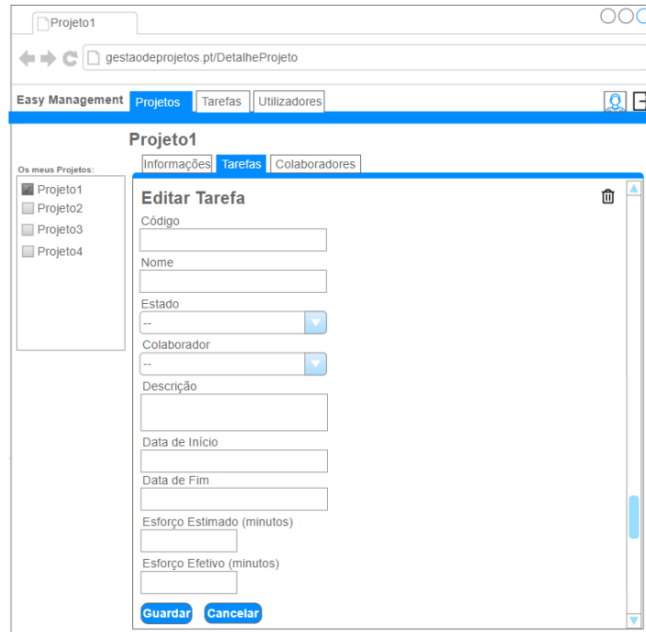 Projeto1
gestaodeprojetos.pt/DetalheProjeto
Easy Management Projetos Tarefas Utilizadores
Projeto1
Informações Tarefas Colaboradores
Os meus Projetos:
Projeto1
Projeto2
Projeto3
Projeto4
Editar Tarefa
Código
Nome
Estado
--
Colaborador
--
Descrição
Data de Início
Data de Fim
Esforço Estimado (minutos)
Esforço Efetivo (minutos)
Guardar Cancelar